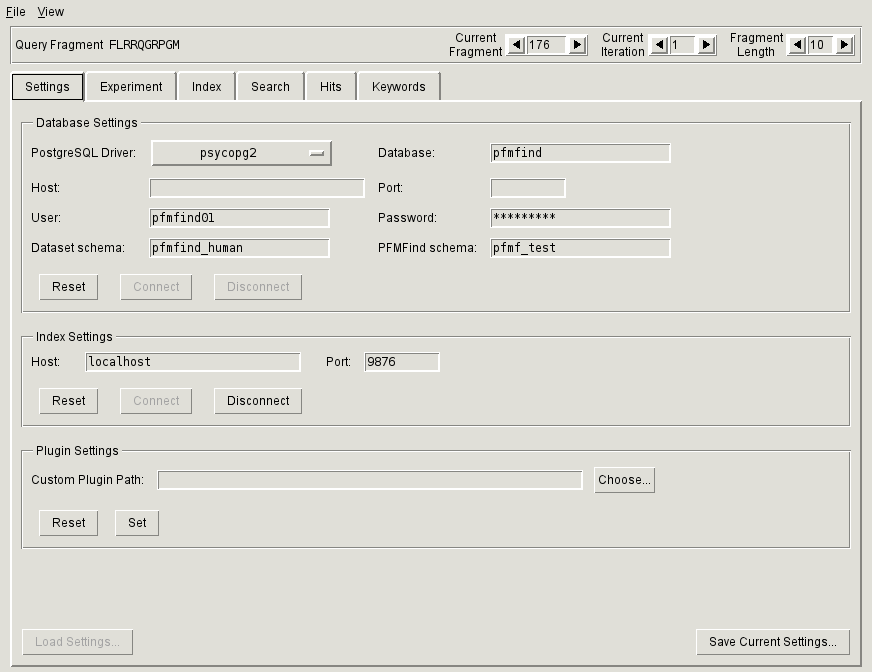 File View
Query Fragment FLRRQGRPGM
Current Fragment 176
Current Iteration 1
Fragment Length 10
Settings Experiment Index Search Hits Keywords
Database Settings
PostgreSQL Driver: psycopg2 Database: pfmfind
Host: Port:
User: pfmfind01 Password: *********
Dataset schema: pfmfind_human PFMFind schema: pfmf_test
Reset Connect Disconnect
Index Settings
Host: localhost Port: 9876
Reset Connect Disconnect
Plugin Settings
Custom Plugin Path: Choose...
Reset Set
Load Settings... Save Current Settings...